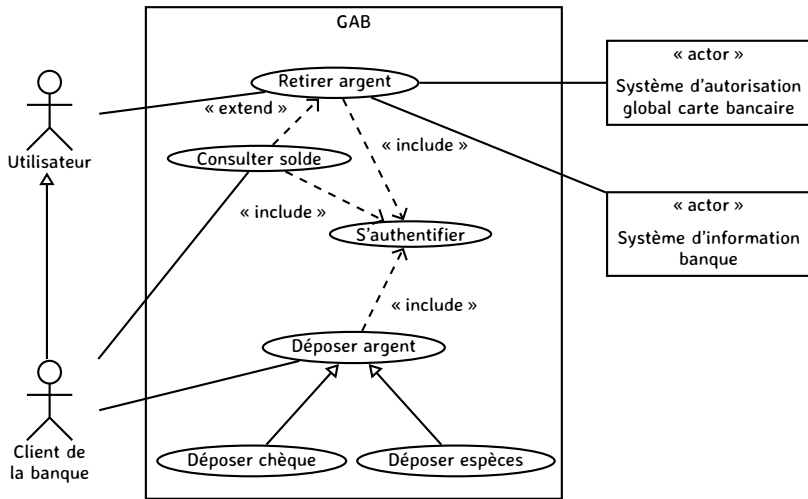 GAB
« actor »
Système d'autorisation
global carte bancaire
Retirer argent
Utilisateur
« extend »
« include »
Consulter solde
« include »
S'authentifier
« actor »
Système d'information
banque
« include »
Déposer argent
Client de
la banque
Déposer chèque
Déposer espèces